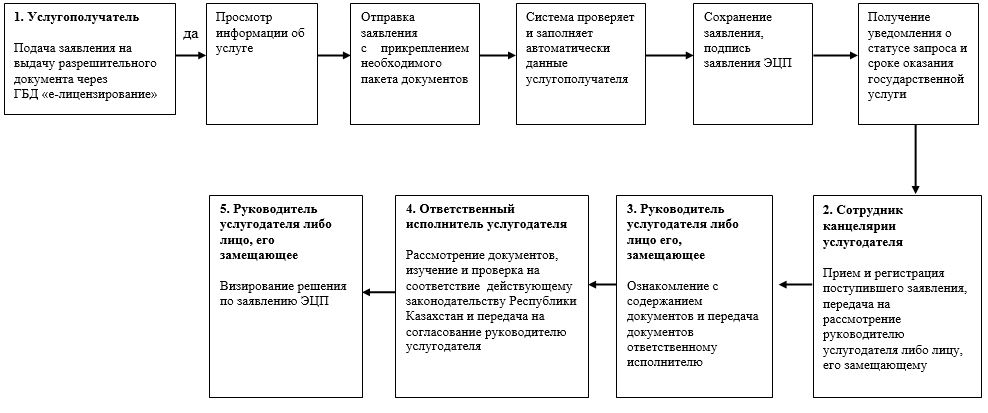 1. Услугополучатель
Подача заявления на
выдачу разрешительного
документа через
ГБД «е-лицензирование»
да
Просмотр
информации об
услуге
Отправка
заявления
с прикреплением
необходимого
пакета документов
Система проверяет
и заполняет
автоматически
данные
услугополучателя
Сохранение
заявления,
подпись
заявления ЭЦП
Получение
уведомления о
статусе запроса и
сроке оказания
государственной
услуги
2. Сотрудник
канцелярии
услугодателя
Прием и регистрация
поступившего заявления,
передача на
рассмотрение
руководителю
услугодателя либо лицу,
его замещающему
3. Руководитель
услугодателя либо
лицо его,
замещающее
Ознакомление с
содержанием
документов и передача
документов
ответственному
исполнителю
4. Ответственный
исполнитель услугодателя
Рассмотрение документов,
изучение и проверка на
соответствие действующему
законодательству Республики
Казахстан и передача на
согласование руководителю
услугодателя
5. Руководитель
услугодателя либо
лицо, его
замещающее
Визирование решения
по заявлению ЭЦП